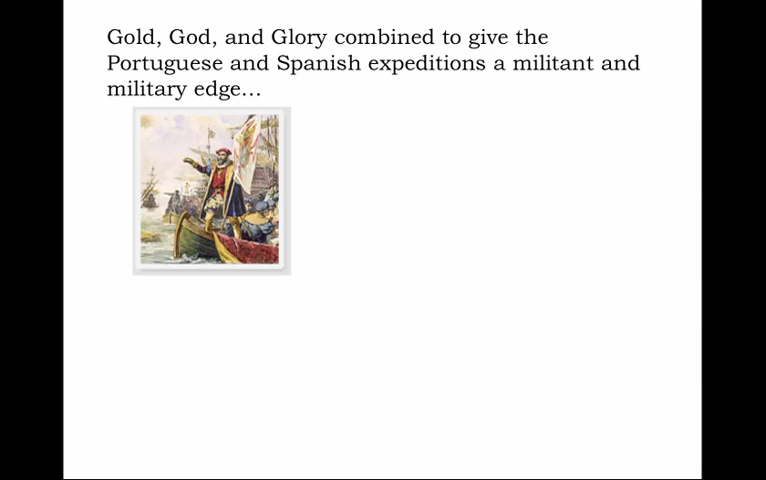 Gold, God, and Glory combined to give the
Portuguese and Spanish expeditions a militant and
military edge…